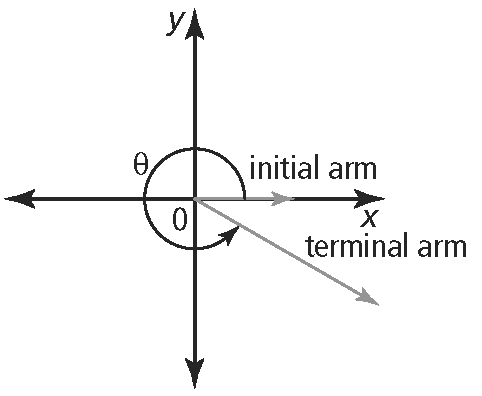 y
θ
initial arm
0
x
terminal arm